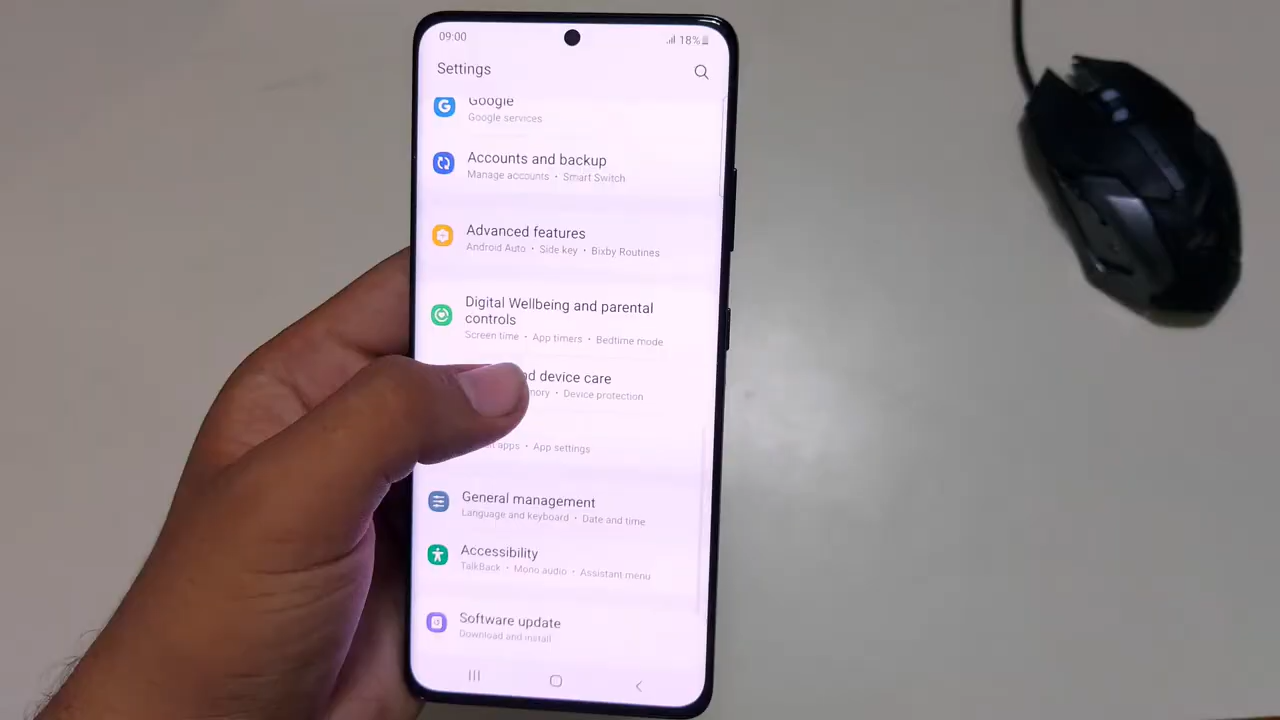 09:00 18%
Settings
Google
Google services
Accounts and backup
Manage accounts • Smart Switch
Advanced features
Android Auto • Side key • Bixby Routines
Digital Wellbeing and parental
controls
Screen time • App timers • Bedtime mode
device care
Device protection
apps • App settings
General management
Language and keyboard • Date and time
Accessibility
TalkBack • Mono audio • Assistant menu
Software update
Download and install